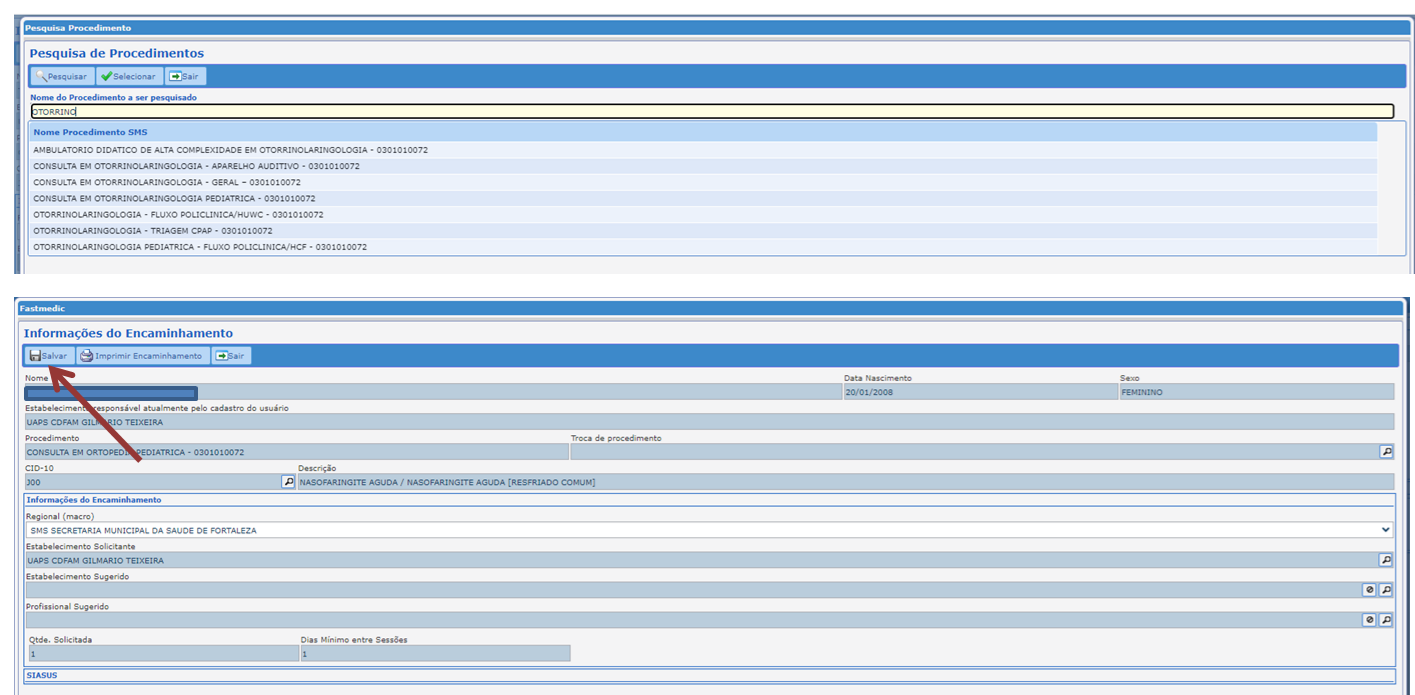 Pesquisa Procedimento
Pesquisa de Procedimentos
Pesquisar Selecionar Sair
Nome do Procedimento a ser pesquisado
OTORRINO
Nome Procedimento SMS
AMBULATORIO DIDATICO DE ALTA COMPLEXIDADE EM OTORRINOLARINGOLOGIA - 0301010072
CONSULTA EM OTORRINOLARINGOLOGIA - APARELHO AUDITIVO - 0301010072
CONSULTA EM OTORRINOLARINGOLOGIA - GERAL – 0301010072
CONSULTA EM OTORRINOLARINGOLOGIA PEDIATRICA - 0301010072
OTORRINOLARINGOLOGIA - FLUXO POLICLINICA/HUWC - 0301010072
OTORRINOLARINGOLOGIA - TRIAGEM CPAP - 0301010072
OTORRINOLARINGOLOGIA PEDIATRICA - FLUXO POLICLINICA/HCF - 0301010072
Fastmedic
Informações do Encaminhamento
Salvar Imprimir Encaminhamento Sair
Nome Data Nascimento Sexo
20/01/2008 FEMININO
Estabelecimento responsável atualmente pelo cadastro do usuário
UAPS CDFAM GILMARIO TEIXEIRA
Procedimento Troca de procedimento
CONSULTA EM ORTOPEDIA PEDIATRICA - 0301010072
CID-10 Descrição
J00 NASOFARINGITE AGUDA / NASOFARINGITE AGUDA [RESFRIADO COMUM]
Informações do Encaminhamento
Regional (macro)
SMS SECRETARIA MUNICIPAL DA SAUDE DE FORTALEZA
Estabelecimento Solicitante
UAPS CDFAM GILMARIO TEIXEIRA
Estabelecimento Sugerido
Profissional Sugerido
Qtde. Solicitada Dias Mínimo entre Sessões
1 1
SIASUS